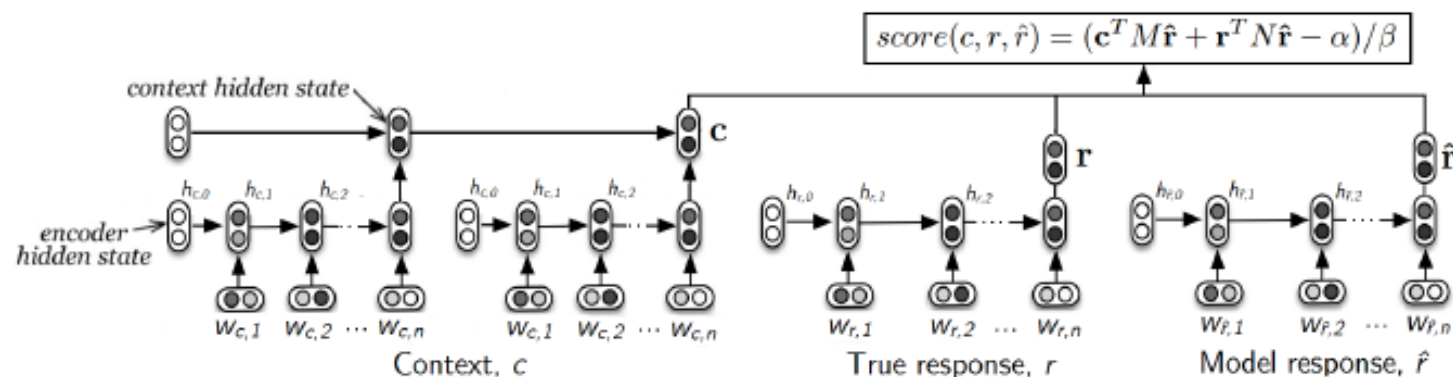 score(c, r, r̂) = (c^T M r̂ + r^T N r̂ − α)/β
context hidden state
c
r
r̂
h_{c,0} h_{c,1} h_{c,2} h_{c,0} h_{c,1} h_{c,2} h_{r,0} h_{r,1} h_{r,2} h_{r̂,0} h_{r̂,1} h_{r̂,2}
encoder
hidden state
w_{c,1} w_{c,2} ... w_{c,n} w_{c,1} w_{c,2} ... w_{c,n} w_{r,1} w_{r,2} ... w_{r,n} w_{r̂,1} w_{r̂,2} ... w_{r̂,n}
Context, c True response, r Model response, r̂